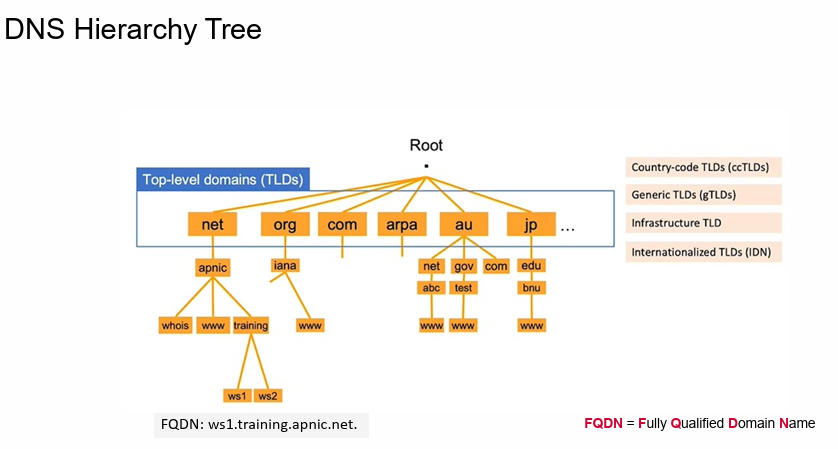 DNS Hierarchy Tree
Root
.
Top-level domains (TLDs)
net org com arpa au jp ...
apnic iana net gov com edu
abc test bnu
whois www training www www www www
ws1 ws2
Country-code TLDs (ccTLDs)
Generic TLDs (gTLDs)
Infrastructure TLD
Internationalized TLDs (IDN)
FQDN: ws1.training.apnic.net.
FQDN = Fully Qualified Domain Name